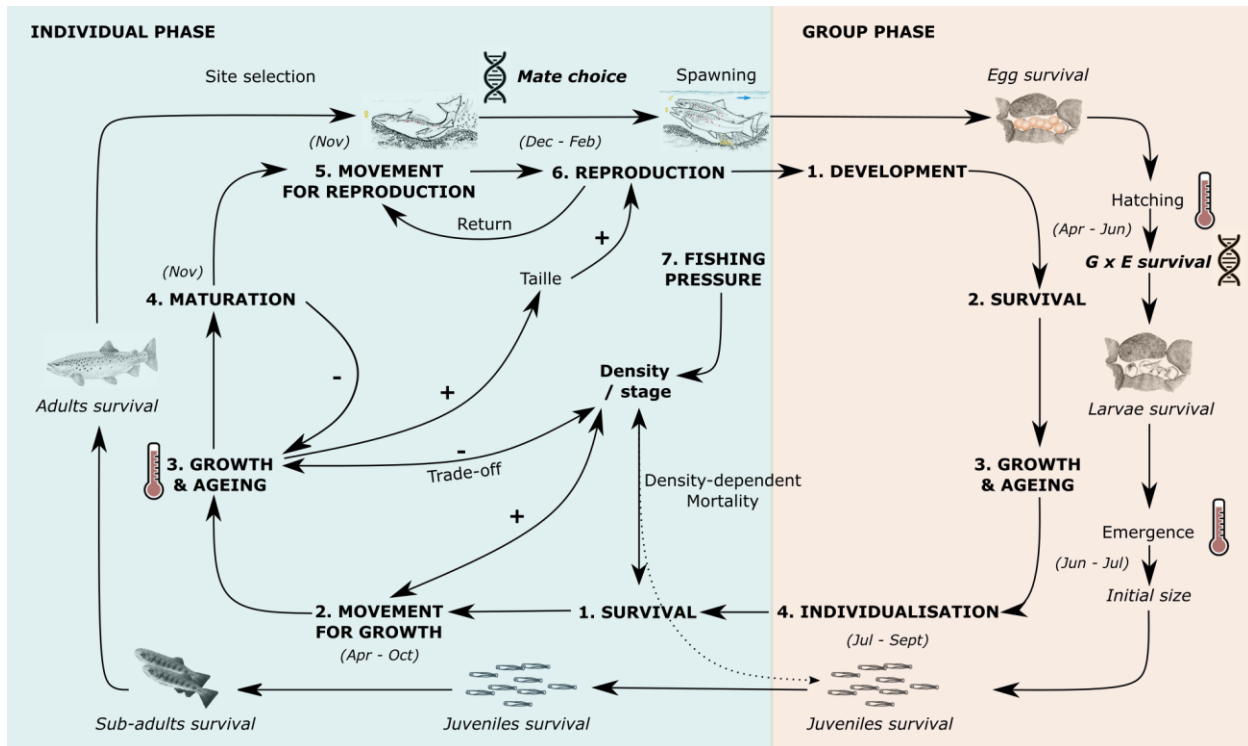 INDIVIDUAL PHASE
GROUP PHASE
Site selection
Mate choice
Spawning
Egg survival
(Nov)
(Dec - Feb)
5. MOVEMENT
FOR REPRODUCTION
6. REPRODUCTION
1. DEVELOPMENT
Hatching
(Apr - Jun)
Return
+
G x E survival
7. FISHING
PRESSURE
(Nov)
4. MATURATION
Taille
2. SURVIVAL
-
+
Density
/ stage
Adults survival
Larvae survival
3. GROWTH
& AGEING
-
Trade-off
Density-dependent
Mortality
3. GROWTH
& AGEING
+
Emergence
(Jun - Jul)
Initial size
2. MOVEMENT
FOR GROWTH
(Apr - Oct)
1. SURVIVAL
4. INDIVIDUALISATION
(Jul - Sept)
Sub-adults survival
Juveniles survival
Juveniles survival